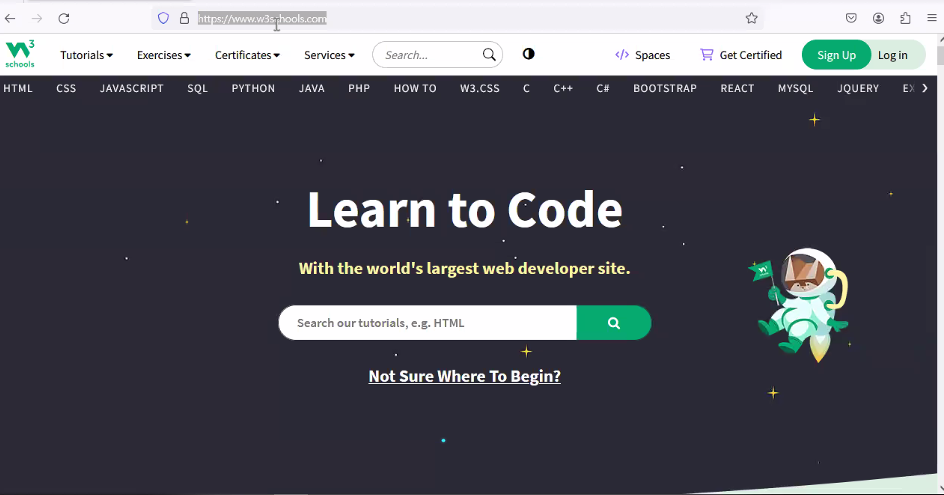 https://www.w3schools.com
W3 schools Tutorials Exercises Certificates Services Search... Spaces Get Certified Sign Up Log in
HTML CSS JAVASCRIPT SQL PYTHON JAVA PHP HOW TO W3.CSS C C++ C# BOOTSTRAP REACT MYSQL JQUERY
Learn to Code
With the world's largest web developer site.
Search our tutorials, e.g. HTML
Not Sure Where To Begin?